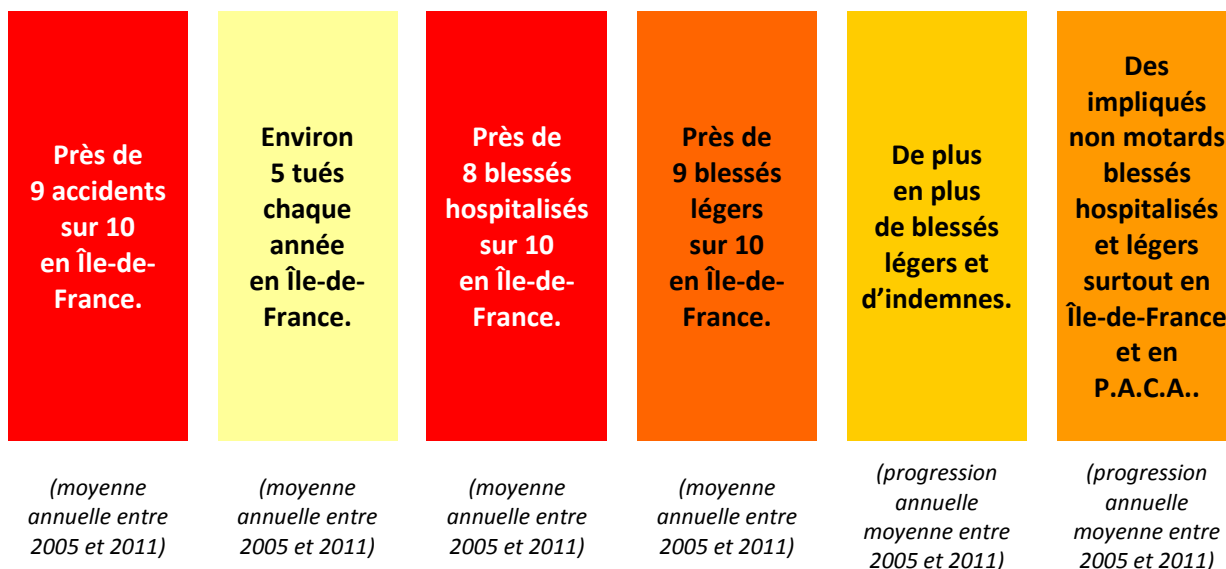 Près de
9 accidents
sur 10
en Île-de-
France.
Environ
5 tués
chaque
année
en Île-de-
France.
Près de
8 blessés
hospitalisés
sur 10
en Île-de-
France.
Près de
9 blessés
légers
sur 10
en Île-de-
France.
De plus
en plus
de blessés
légers et
d’indemnes.
Des
impliqués
non motards
blessés
hospitalisés
et légers
surtout en
Île-de-France
et en
P.A.C.A..
(moyenne
annuelle entre
2005 et 2011)
(moyenne
annuelle entre
2005 et 2011)
(moyenne
annuelle entre
2005 et 2011)
(moyenne
annuelle entre
2005 et 2011)
(progression
annuelle
moyenne entre
2005 et 2011)
(progression
annuelle
moyenne entre
2005 et 2011)